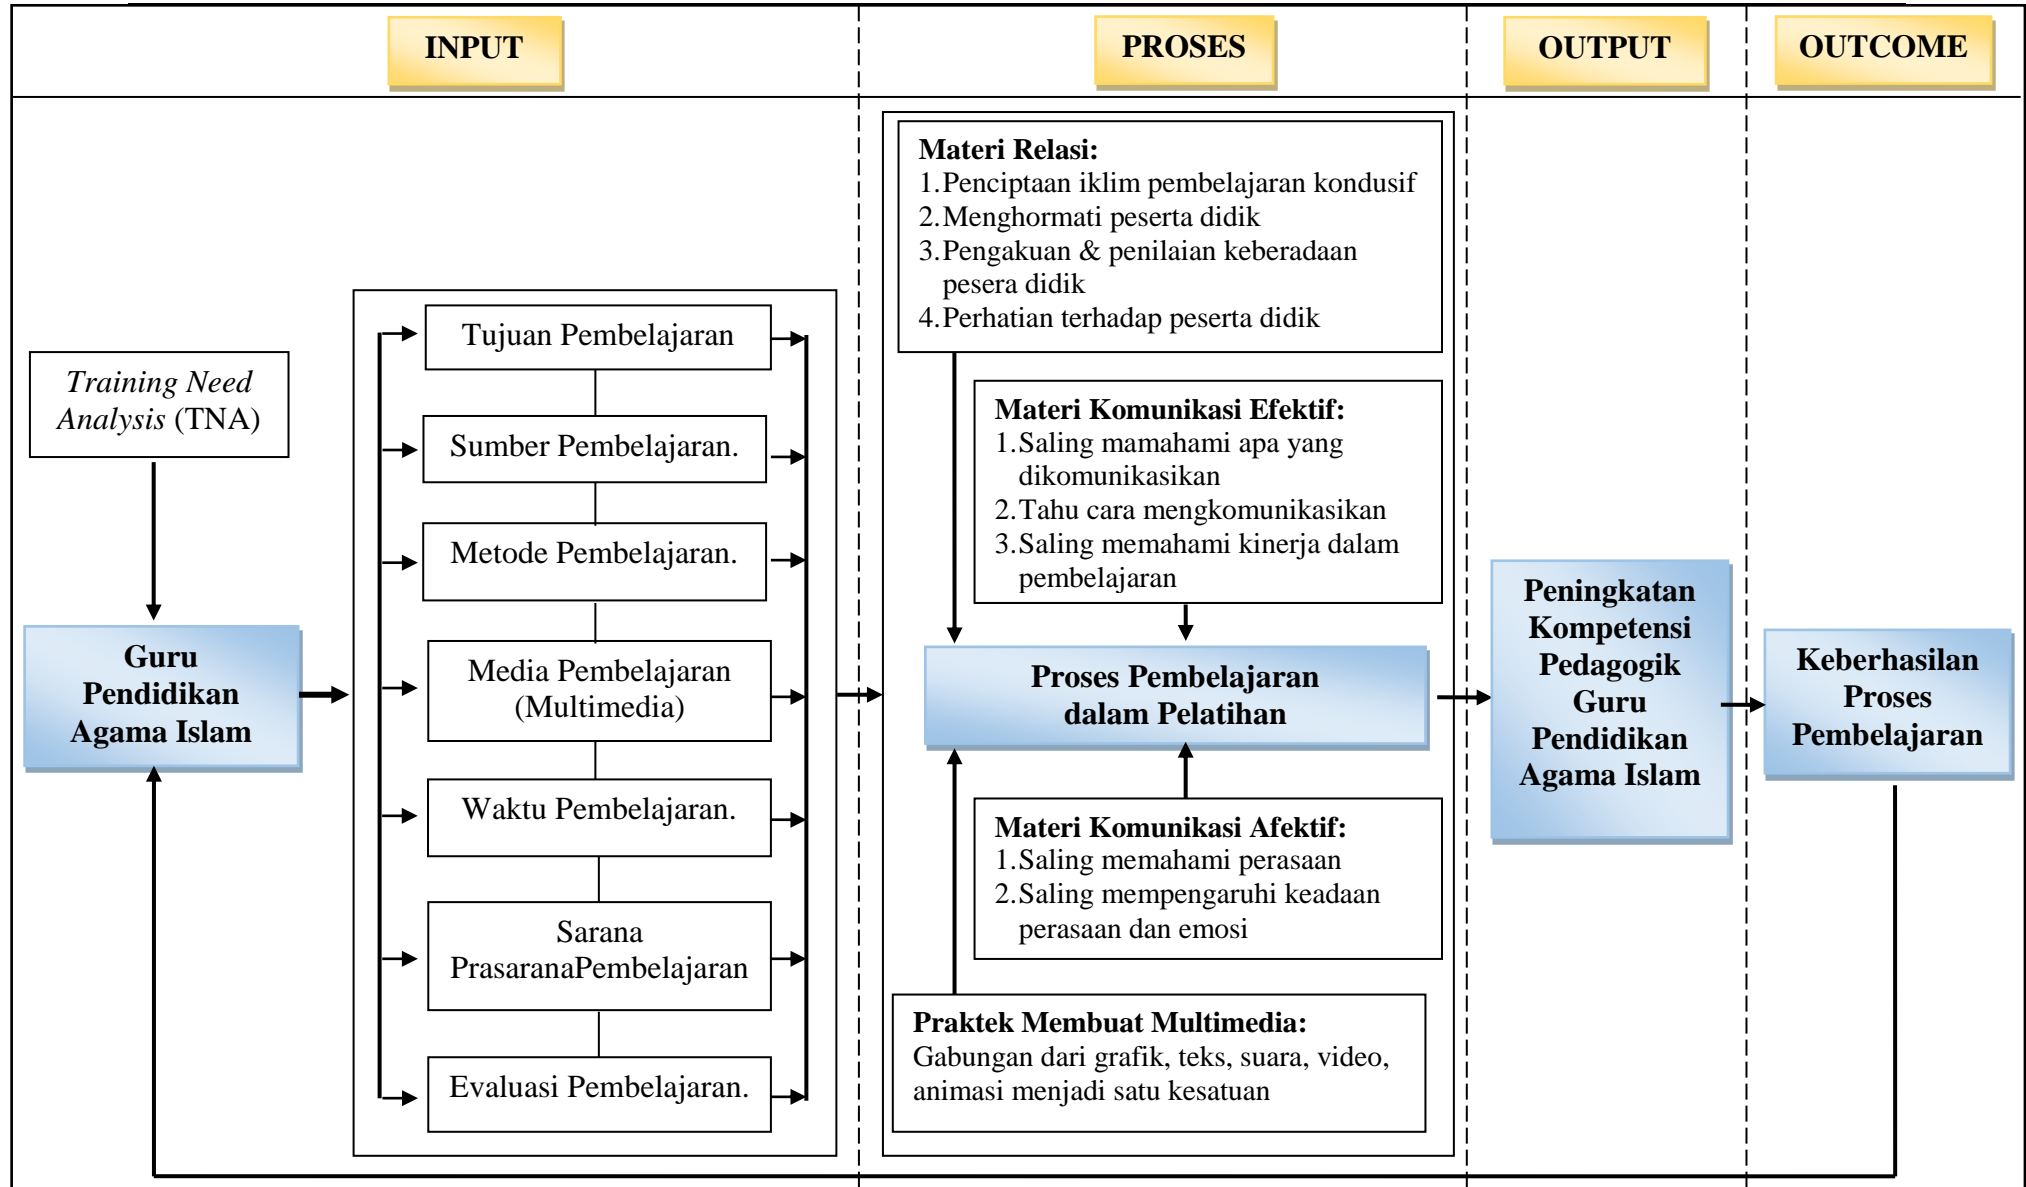 INPUT
PROSES
OUTPUT
OUTCOME
Training Need
Analysis (TNA)
Guru
Pendidikan
Agama Islam
Tujuan Pembelajaran
Sumber Pembelajaran.
Metode Pembelajaran.
Media Pembelajaran
(Multimedia)
Waktu Pembelajaran.
Sarana
PrasaranaPembelajaran
Evaluasi Pembelajaran.
Materi Relasi:
1.Penciptaan iklim pembelajaran kondusif
2.Menghormati peserta didik
3.Pengakuan & penilaian keberadaan
pesera didik
4.Perhatian terhadap peserta didik
Materi Komunikasi Efektif:
1.Saling mamahami apa yang
dikomunikasikan
2.Tahu cara mengkomunikasikan
3.Saling memahami kinerja dalam
pembelajaran
Proses Pembelajaran
dalam Pelatihan
Materi Komunikasi Afektif:
1.Saling memahami perasaan
2.Saling mempengaruhi keadaan
perasaan dan emosi
Praktek Membuat Multimedia:
Gabungan dari grafik, teks, suara, video,
animasi menjadi satu kesatuan
Peningkatan
Kompetensi
Pedagogik
Guru
Pendidikan
Agama Islam
Keberhasilan
Proses
Pembelajaran